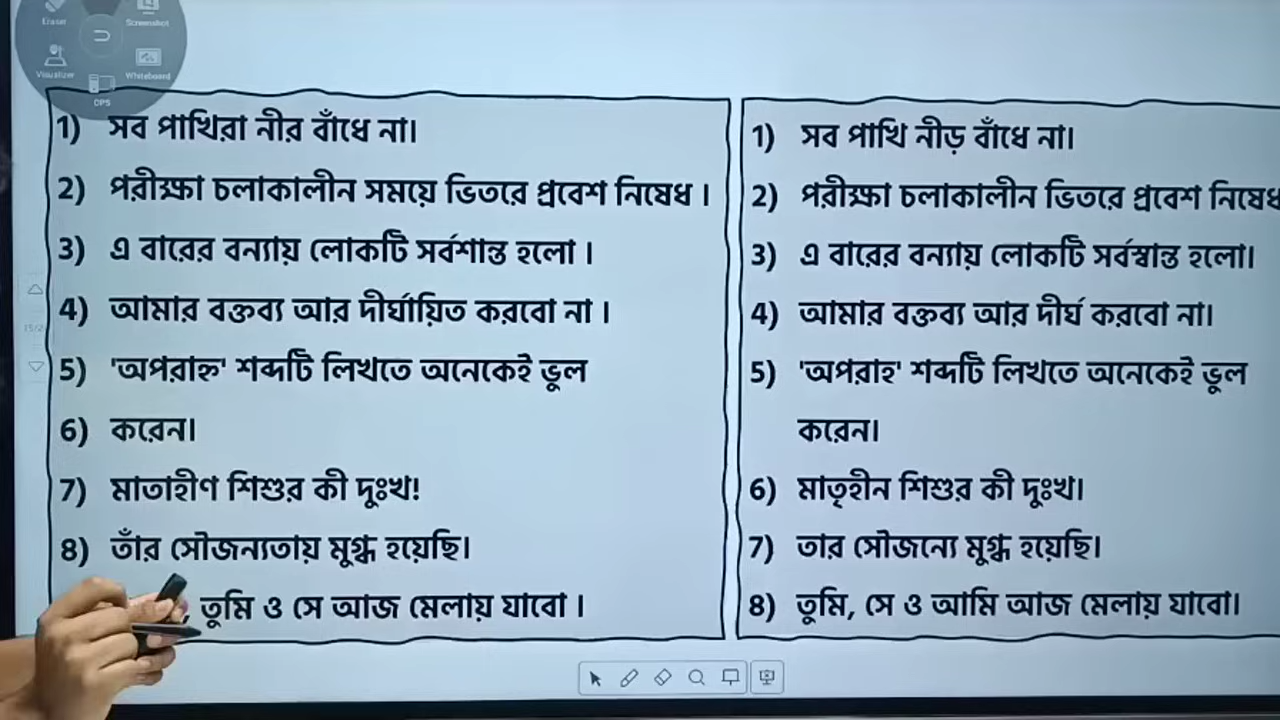 Eraser
Screenshot
Visualizer
Whiteboard
OPS
1) সব পাখিরা নীর বাঁধে না।
2) পরীক্ষা চলাকালীন সময়ে ভিতরে প্রবেশ নিষেধ ।
3) এ বারের বন্যায় লোকটি সর্বশান্ত হলো ।
4) আমার বক্তব্য আর দীর্ঘায়িত করবো না ।
5) 'অপরাহ্ন' শব্দটি লিখতে অনেকেই ভুল
6) করেন।
7) মাতাহীণ শিশুর কী দুঃখ!
8) তাঁর সৌজন্যতায় মুগ্ধ হয়েছি।
, তুমি ও সে আজ মেলায় যাবো ।
1) সব পাখি নীড় বাঁধে না।
2) পরীক্ষা চলাকালীন ভিতরে প্রবেশ নিষেধ
3) এ বারের বন্যায় লোকটি সর্বস্বান্ত হলো।
4) আমার বক্তব্য আর দীর্ঘ করবো না।
5) 'অপরাহ' শব্দটি লিখতে অনেকেই ভুল
করেন।
6) মাতৃহীন শিশুর কী দুঃখ।
7) তার সৌজন্যে মুগ্ধ হয়েছি।
8) তুমি, সে ও আমি আজ মেলায় যাবো।